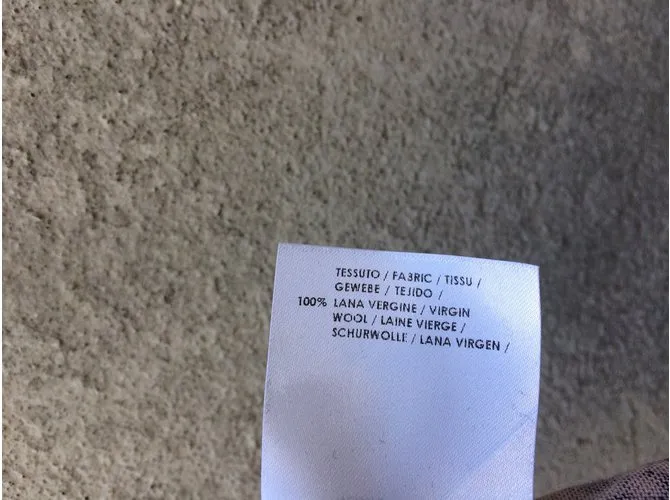 TESSUTO / FABRIC / TISSU /
GEWEBE / TEJIDO /
100% LANA VERGINE / VIRGIN
WOOL / LAINE VIERGE /
SCHURWOLLE / LANA VIRGEN /